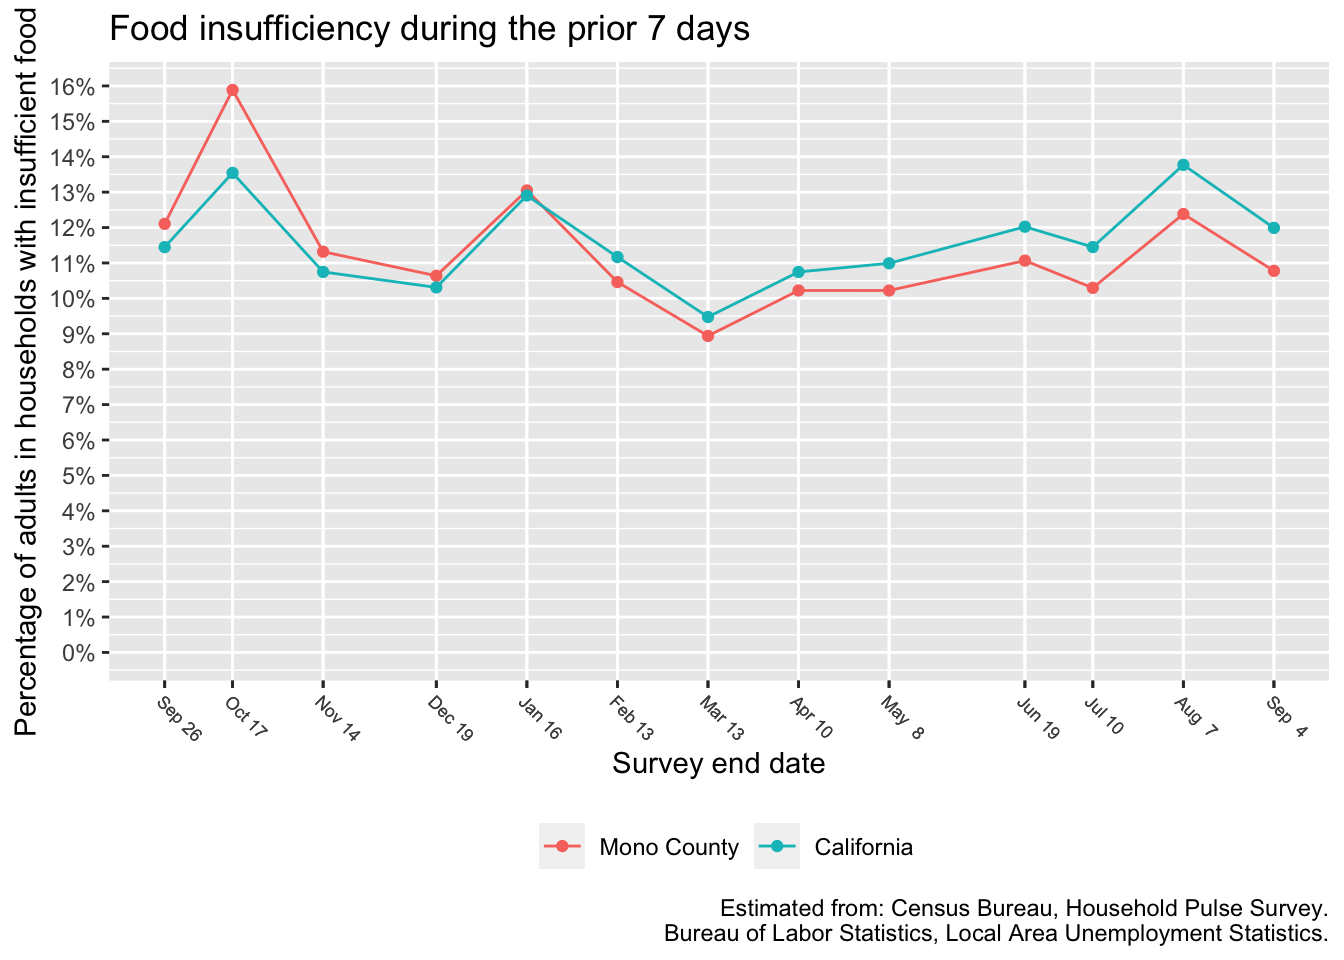 Food insufficiency during the prior 7 days
Percentage of adults in households with insufficient food
16%
15%
14%
13%
12%
11%
10%
9%
8%
7%
6%
5%
4%
3%
2%
1%
0%
Sep 26
Oct 17
Nov 14
Dec 19
Jan 16
Feb 13
Mar 13
Apr 10
May 8
Jun 19
Jul 10
Aug 7
Sep 4
Survey end date
Mono County
California
Estimated from: Census Bureau, Household Pulse Survey.
Bureau of Labor Statistics, Local Area Unemployment Statistics.